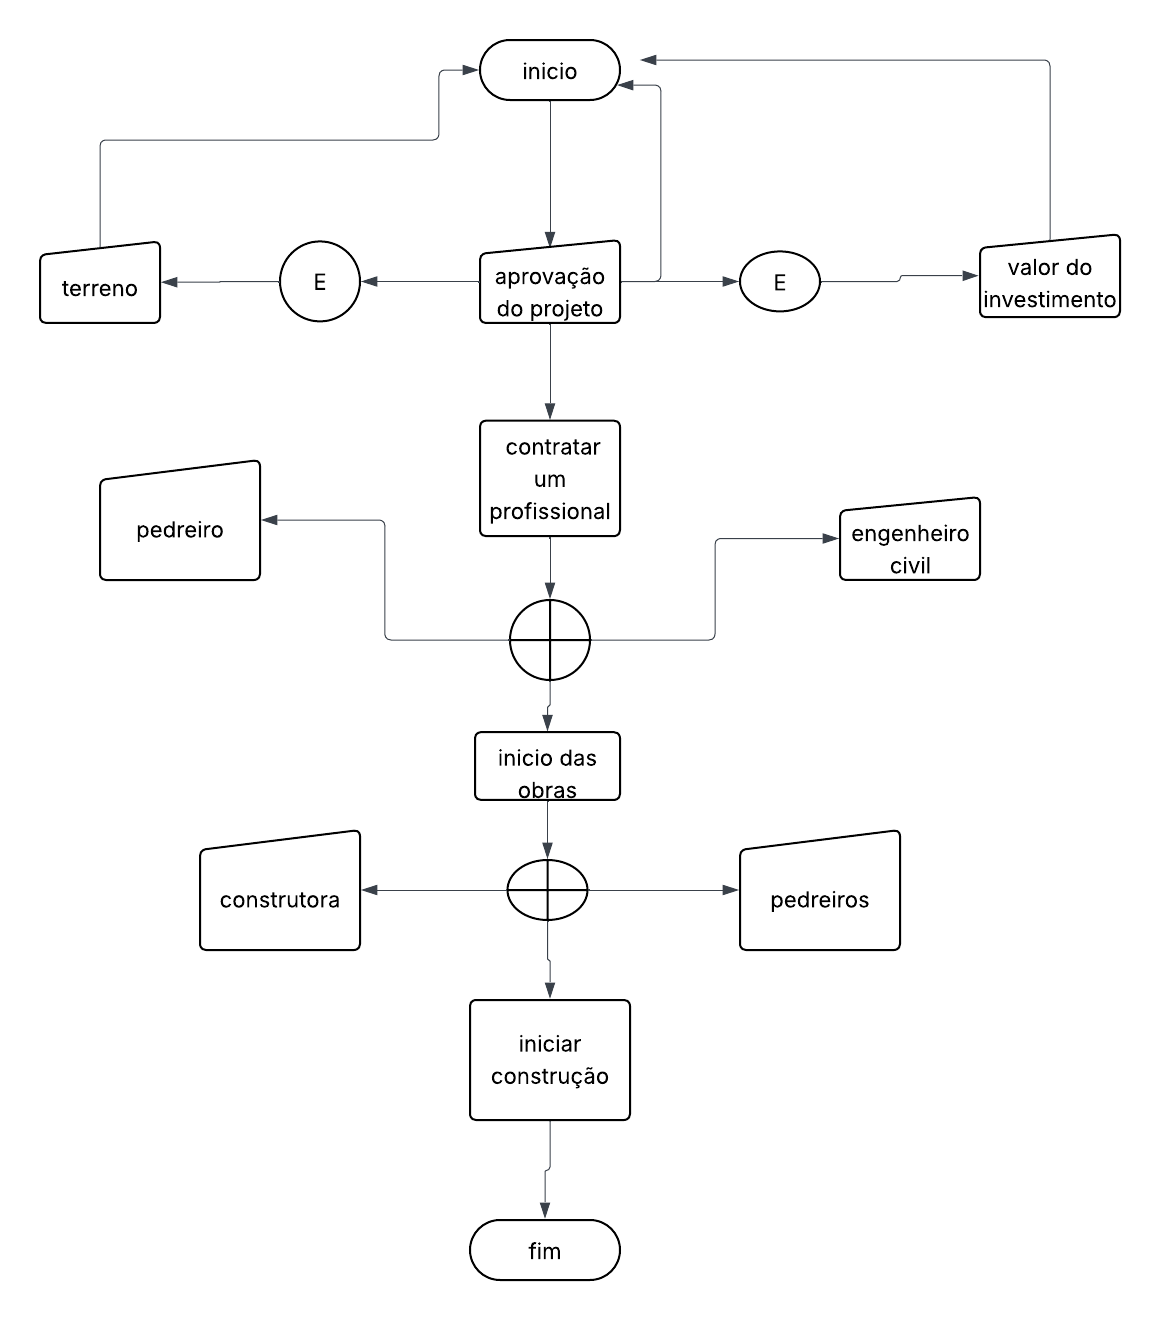 inicio
terreno
E
aprovação
do projeto
E
valor do
investimento
contratar
um
profissional
pedreiro
engenheiro
civil
inicio das
obras
construtora
pedreiros
iniciar
construção
fim